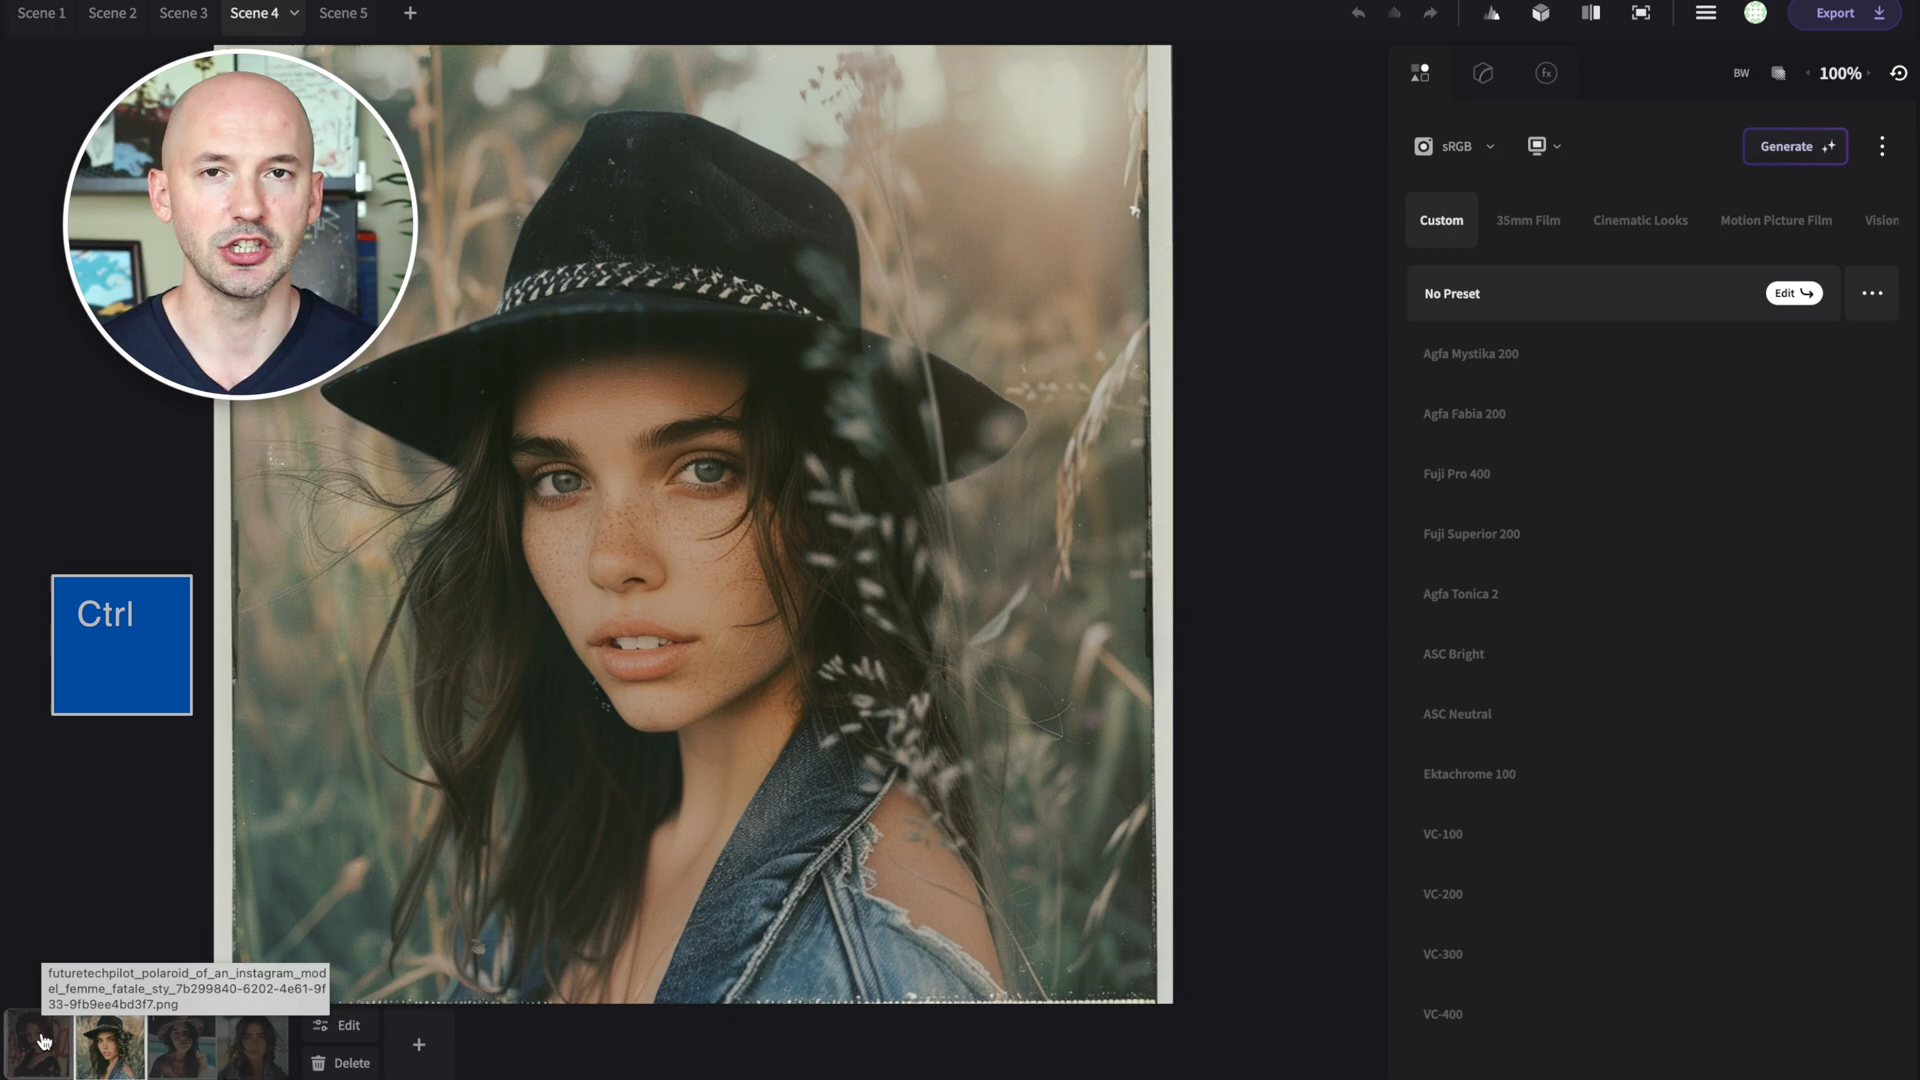 Scene 1 Scene 2 Scene 3 Scene 4 Scene 5
Export
BW
100%
sRGB
Generate
Custom 35mm Film Cinematic Looks Motion Picture Film Vision
No Preset
Edit
Agfa Mystika 200
Agfa Fabia 200
Fuji Pro 400
Fuji Superior 200
Agfa Tonica 2
ASC Bright
ASC Neutral
Ektachrome 100
VC-100
VC-200
VC-300
VC-400
Ctrl
futuretechpilot_polaroid_of_an_instagram_mod
el_femme_fatale_sty_7b299840-6202-4e61-9f
33-9fb9ee4bd3f7.png
Edit
Delete